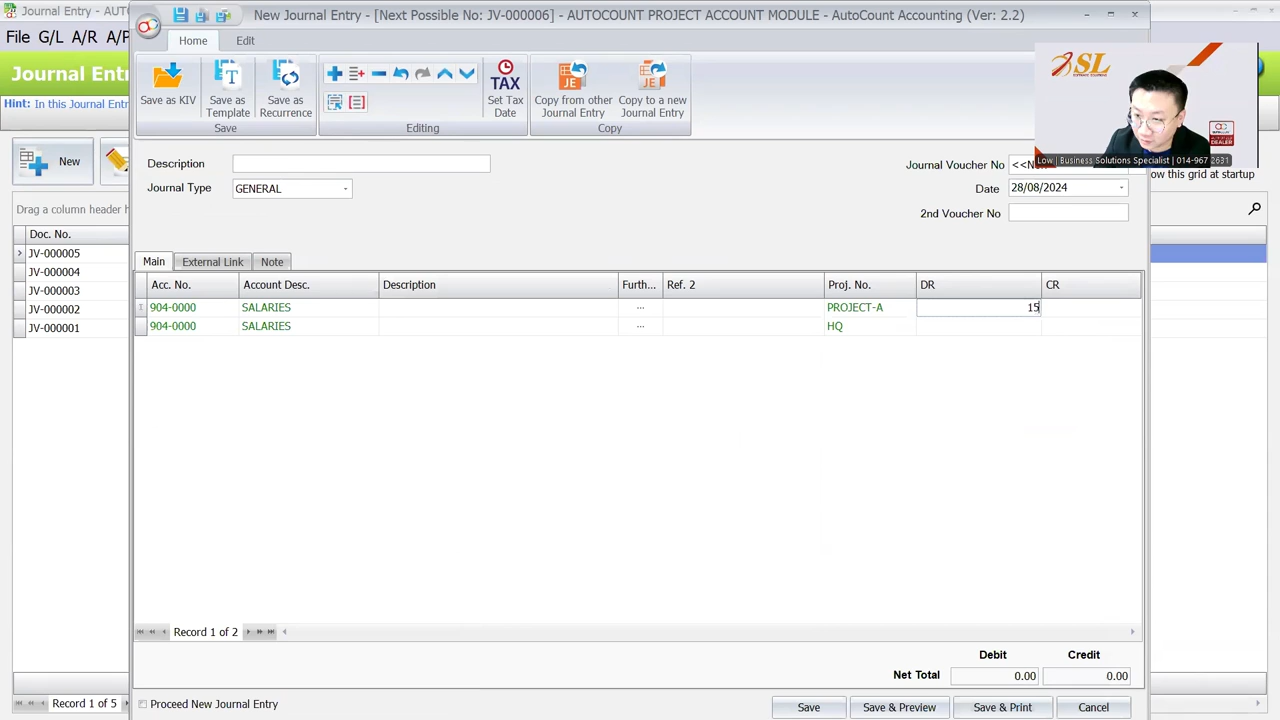 New Journal Entry - [Next Possible No: JV-000006] - AUTOCOUNT PROJECT ACCOUNT MODULE - AutoCount Accounting (Ver: 2.2)
Journal Entry - AUT
File G/L A/R A/P
Home Edit
Journal Entr
Hint: In this Journal Entry
Save as KIV
Save as Template
Save as Recurrence
Save
Editing
TAX
Set Tax Date
JE
Copy from other Journal Entry
JE
Copy to a new Journal Entry
Copy
SL
Low | Business Solutions Specialist | 014-967 2631
ow this grid at startup
New
Description
Journal Voucher No <<N
Journal Type GENERAL
Date 28/08/2024
2nd Voucher No
Drag a column header h
Doc. No.
JV-000005
JV-000004
JV-000003
JV-000002
JV-000001
Main External Link Note
Acc. No. Account Desc. Description Furth... Ref. 2 Proj. No. DR CR
904-0000 SALARIES ... PROJECT-A 15
904-0000 SALARIES ... HQ
Record 1 of 2
Debit Credit
Net Total 0.00 0.00
Record 1 of 5
Proceed New Journal Entry
Save Save & Preview Save & Print Cancel